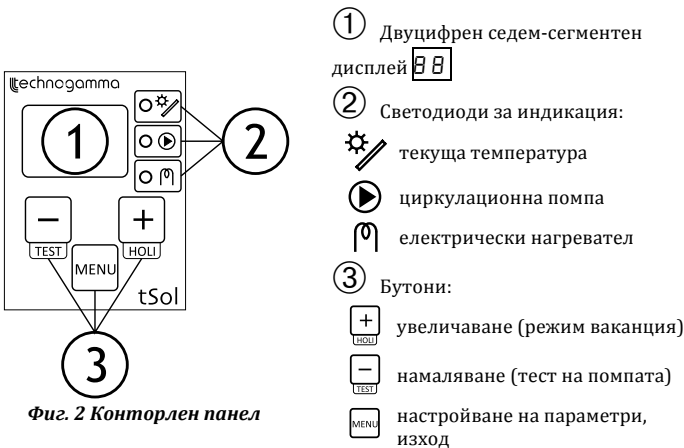 technogamma
1
2
−
+
TEST
HOLI
MENU
tSol
3
Фиг. 2 Конторлен панел
1 Двуцифрен седем-сегментен
дисплей 88
2 Светодиоди за индикация:
текуща температура
циркулационна помпа
електрически нагревател
3 Бутони:
+ HOLI увеличаване (режим ваканция)
− TEST намаляване (тест на помпата)
MENU настройване на параметри,
изход